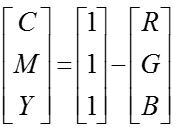 [C] = [1] - [R]
[M] = [1] - [G]
[Y] = [1] - [B]